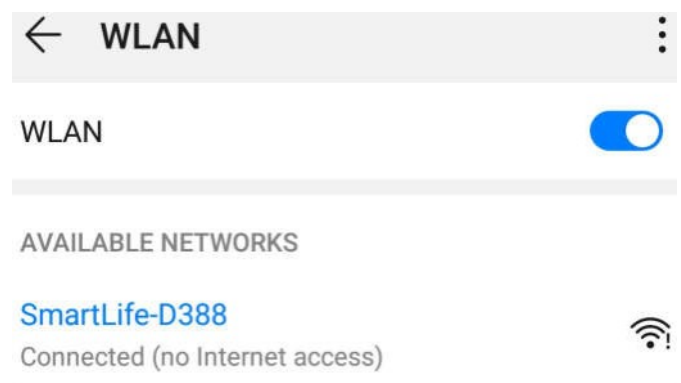 WLAN
WLAN
AVAILABLE NETWORKS
SmartLife-D388
Connected (no Internet access)